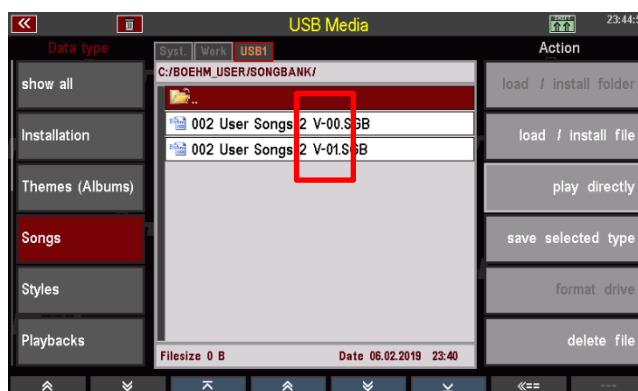 USB Media
23:44:5
Data type
Syst. Work USB1
Action
C:/BOEHM_USER/SONGBANK/
show all
..
load / install folder
002 User Songs 2 V-00.SGB
Installation
load / install file
002 User Songs 2 V-01.SGB
Themes (Albums)
play directly
Songs
save selected type
Styles
format drive
Playbacks
delete file
Filesize 0 B Date 06.02.2019 23:40